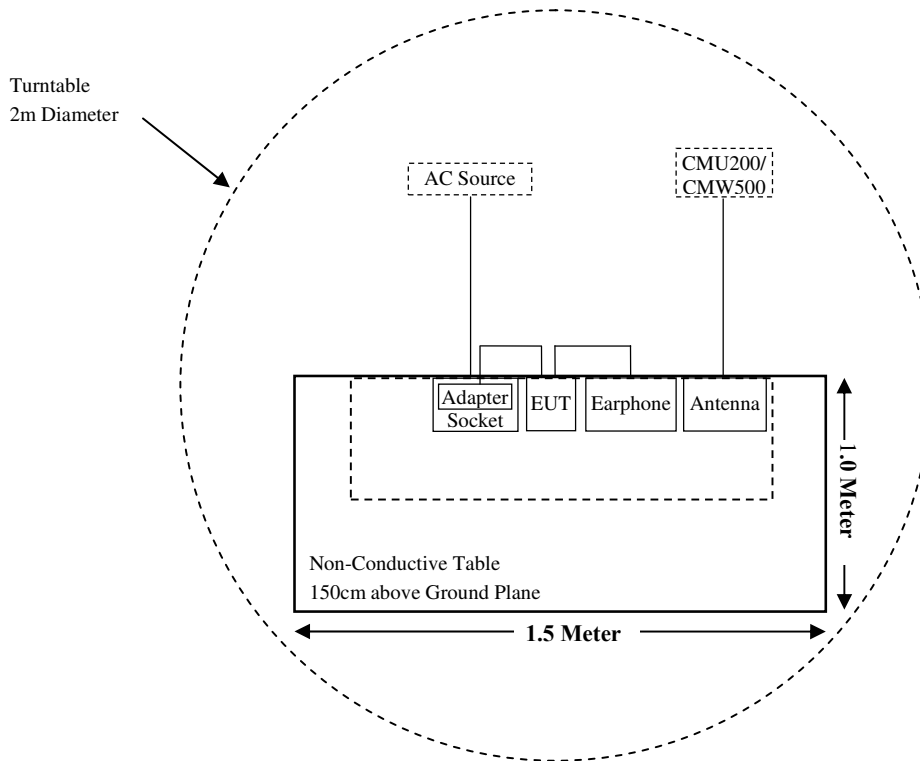 Turntable
2m Diameter
AC Source
CMU200/
CMW500
Adapter
Socket
EUT
Earphone
Antenna
1.0 Meter
Non-Conductive Table
150cm above Ground Plane
1.5 Meter